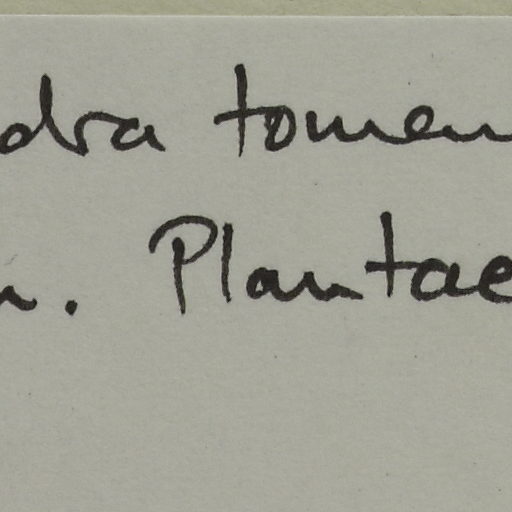 dra tomen
n. Plantae